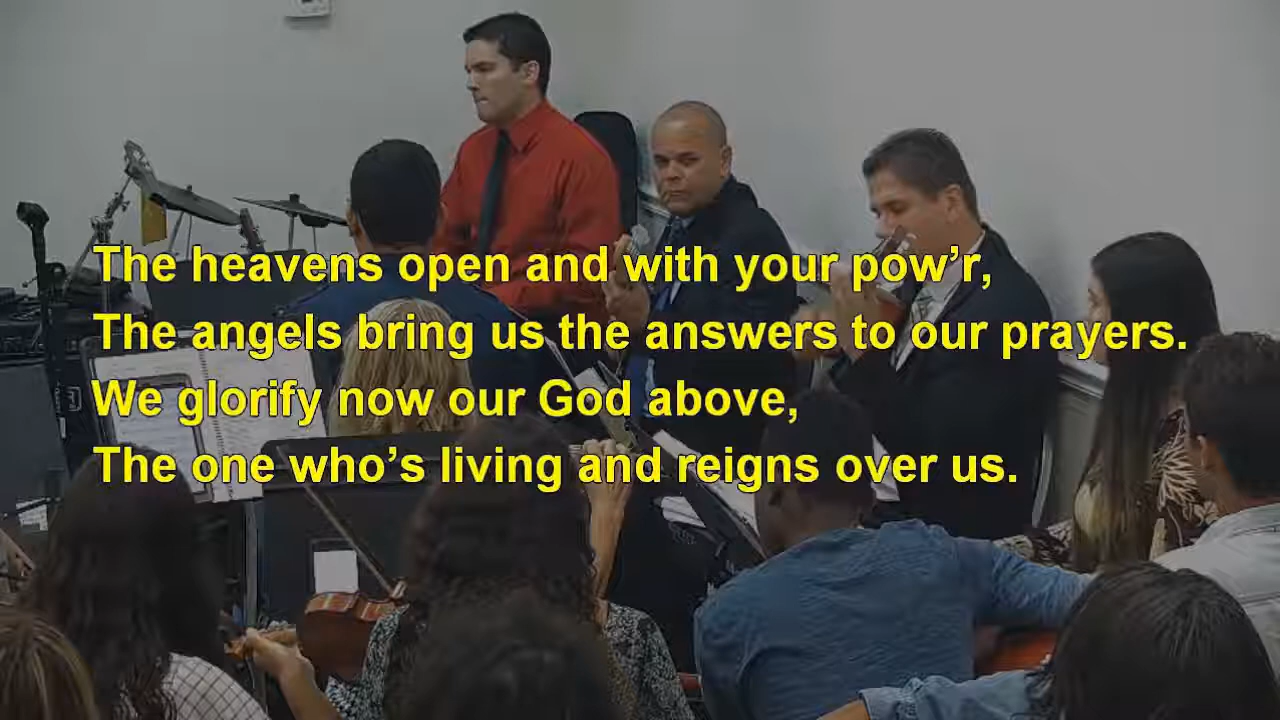 The heavens open and with your pow’r,
The angels bring us the answers to our prayers.
We glorify now our God above,
The one who’s living and reigns over us.